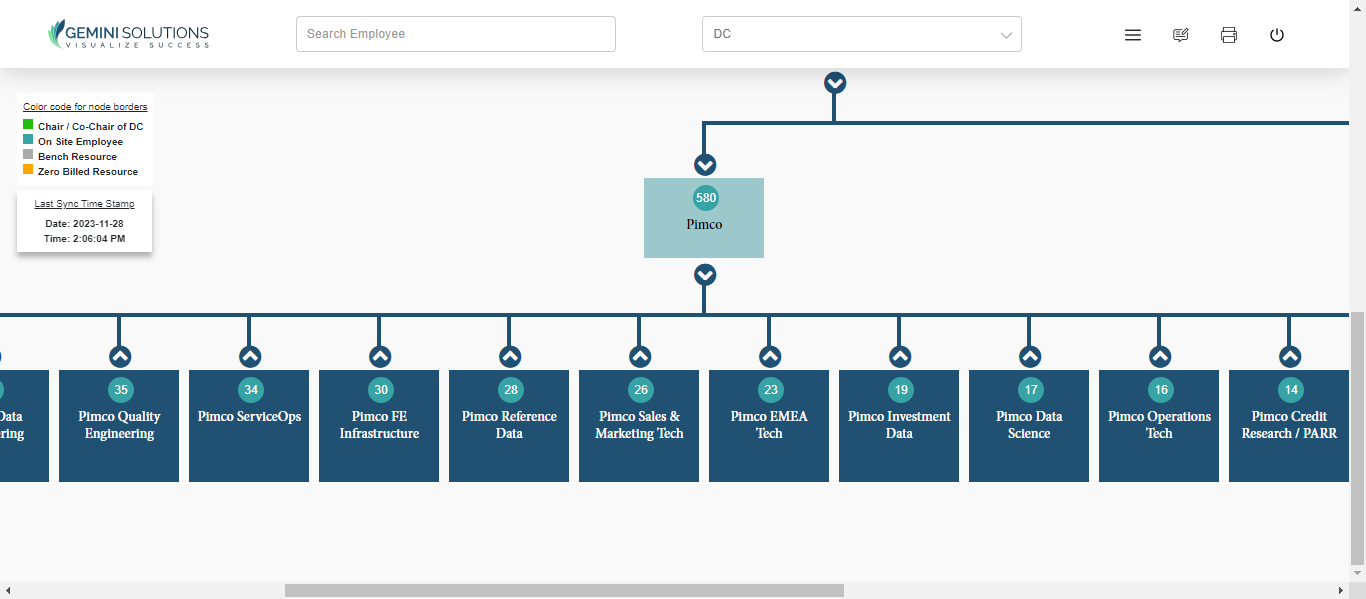 GEMINI SOLUTIONS
VISUALIZE SUCCESS
Search Employee
DC
Color code for node borders
Chair / Co-Chair of DC
On Site Employee
Bench Resource
Zero Billed Resource
Last Sync Time Stamp
Date: 2023-11-28
Time: 2:06:04 PM
580
Pimco
35
Pimco Quality
Engineering
34
Pimco ServiceOps
30
Pimco FE
Infrastructure
28
Pimco Reference
Data
26
Pimco Sales &
Marketing Tech
23
Pimco EMEA
Tech
19
Pimco Investment
Data
17
Pimco Data
Science
16
Pimco Operations
Tech
14
Pimco Credit
Research / PARR